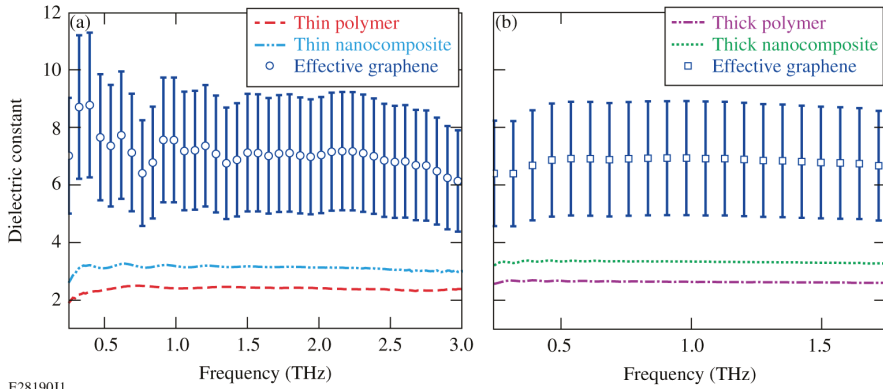 (a)
Thin polymer
Thin nanocomposite
Effective graphene
12
10
8
6
4
2
Dielectric constant
0.5 1.0 1.5 2.0 2.5 3.0
Frequency (THz)
(b)
Thick polymer
Thick nanocomposite
Effective graphene
0.5 1.0 1.5
Frequency (THz)
E28190J1